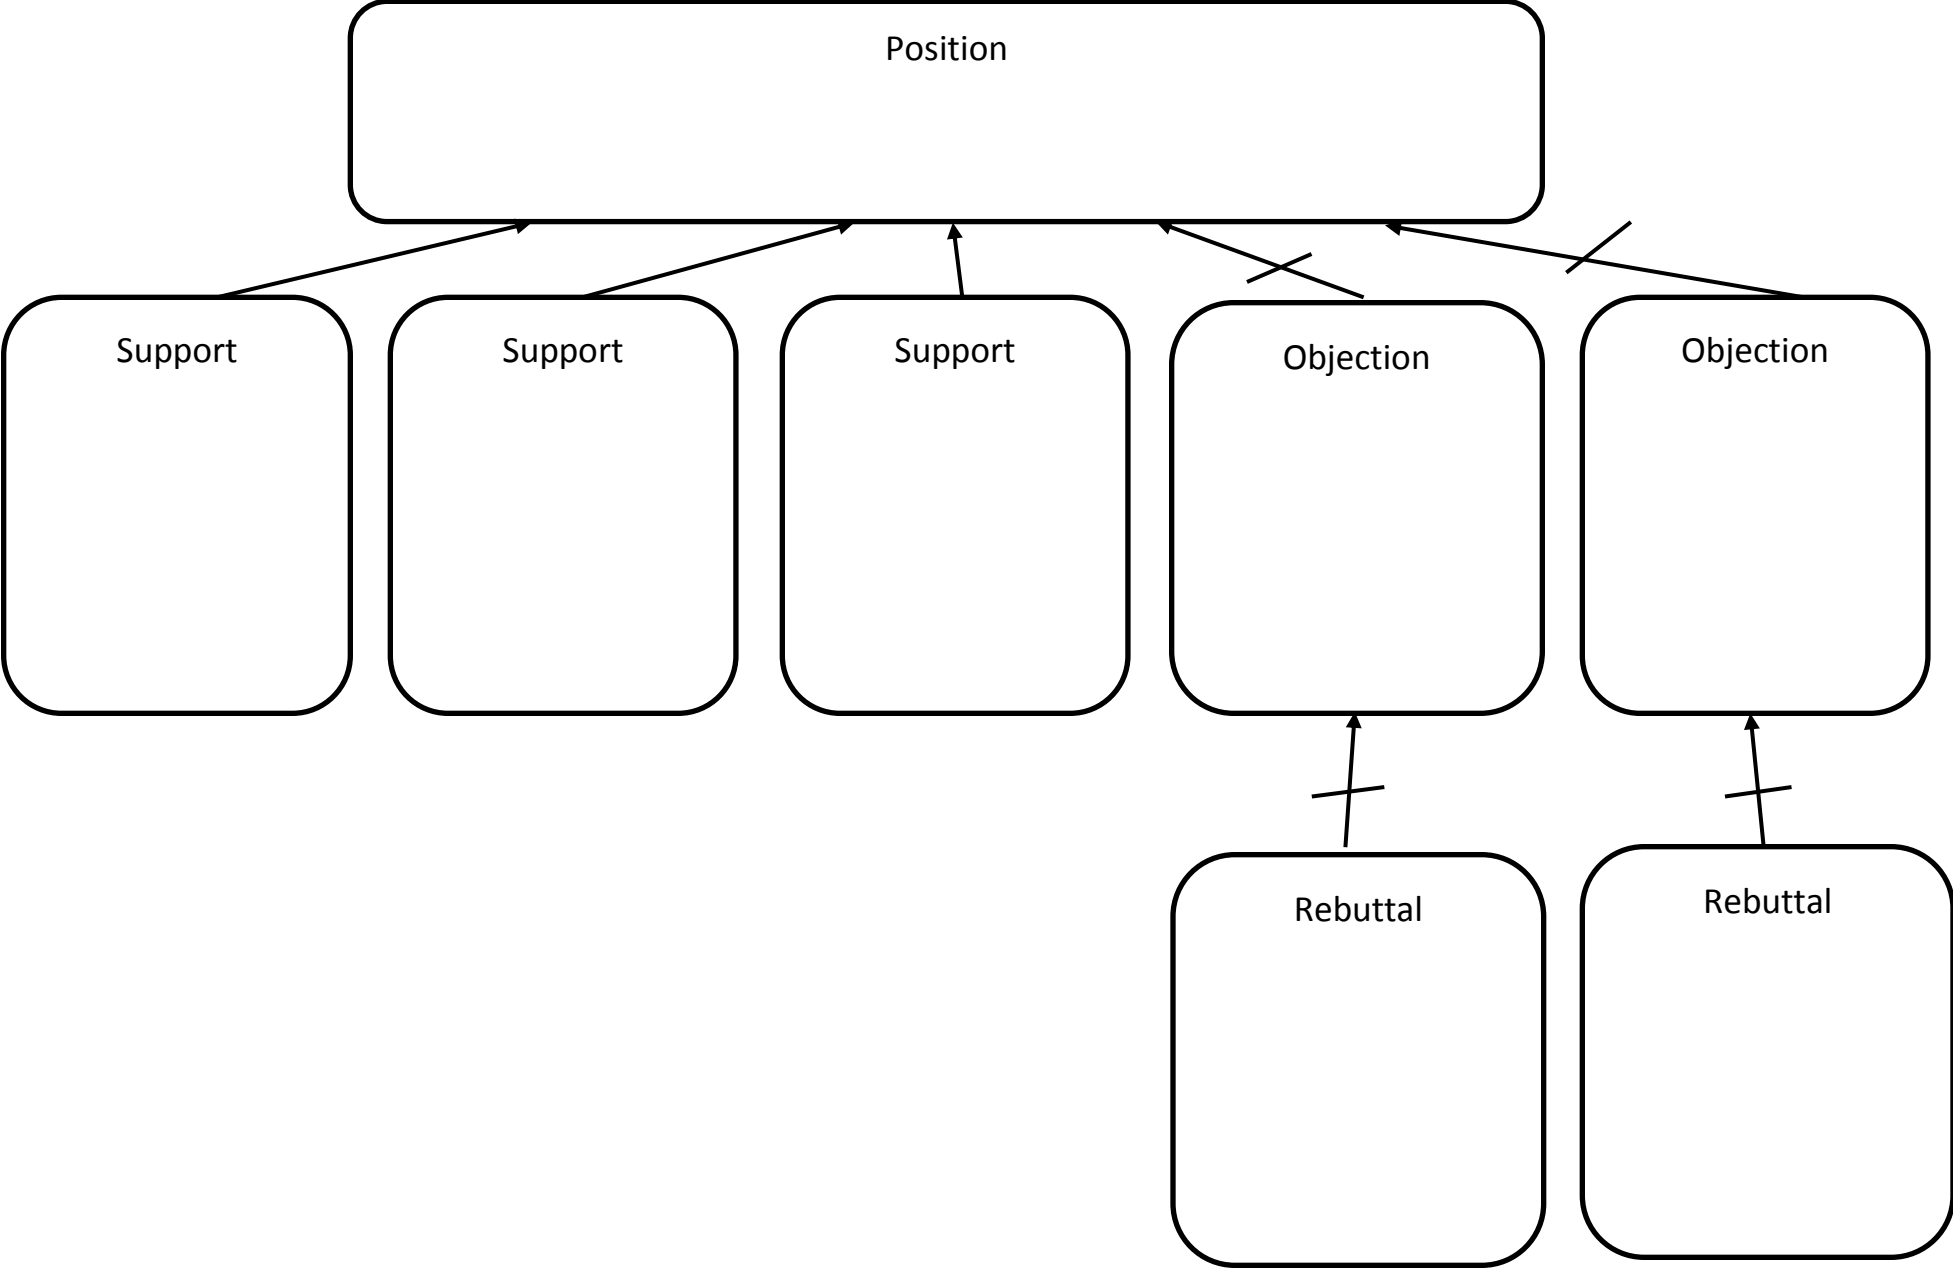 Position
Support
Support
Support
Objection
Objection
Rebuttal
Rebuttal